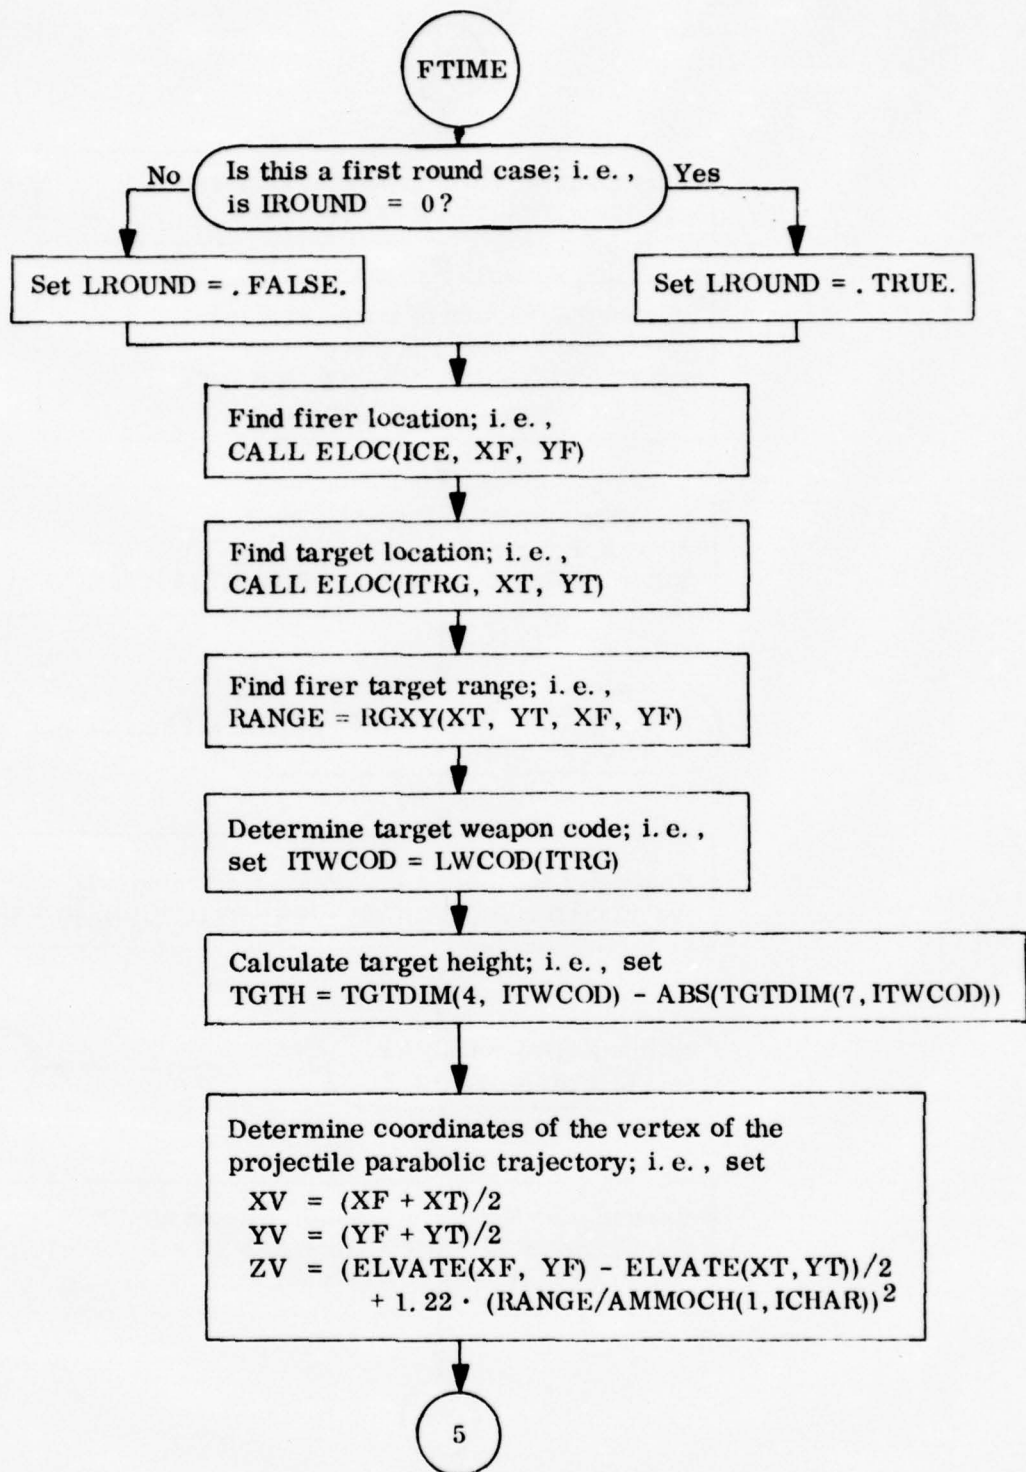 FTIME
Is this a first round case; i. e. ,
is IROUND = 0?
No
Yes
Set LROUND = . FALSE.
Set LROUND = . TRUE.
Find firer location; i. e. ,
CALL ELOC(ICE, XF, YF)
Find target location; i. e. ,
CALL ELOC(ITRG, XT, YT)
Find firer target range; i. e. ,
RANGE = RGXY(XT, YT, XF, YF)
Determine target weapon code; i. e. ,
set ITWCOD = LWCOD(ITRG)
Calculate target height; i. e. , set
TGTH = TGTDIM(4, ITWCOD) - ABS(TGTDIM(7, ITWCOD))
Determine coordinates of the vertex of the
projectile parabolic trajectory; i. e. , set
XV = (XF + XT)/2
YV = (YF + YT)/2
ZV = (ELVATE(XF, YF) - ELVATE(XT, YT))/2
+ 1. 22 · (RANGE/AMMOCH(1, ICHAR))²
5